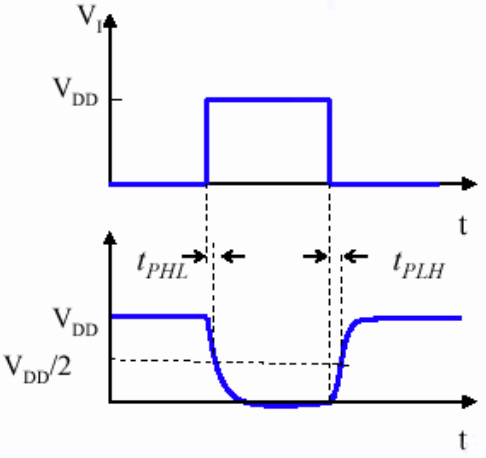 V_I
V_DD
t
t_PHL t_PLH
V_DD
V_DD/2
t